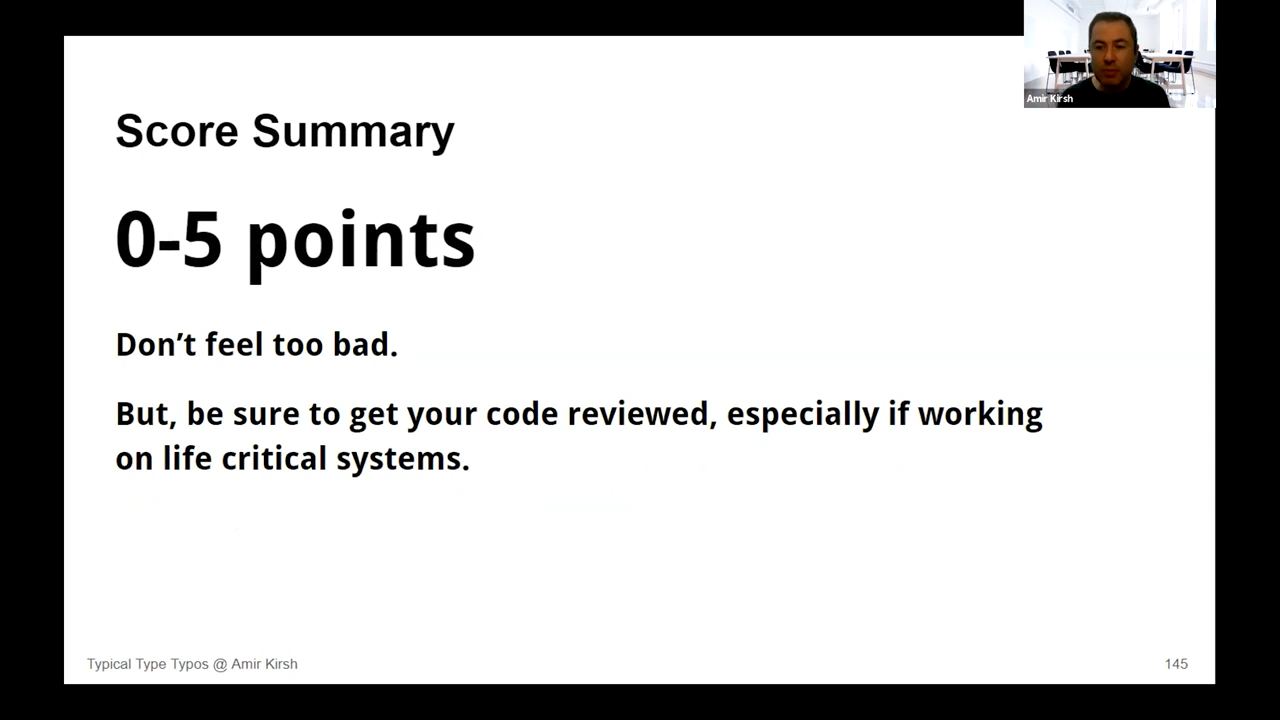 Amir Kirsh
Score Summary
0-5 points
Don’t feel too bad.
But, be sure to get your code reviewed, especially if working
on life critical systems.
Typical Type Typos @ Amir Kirsh
145